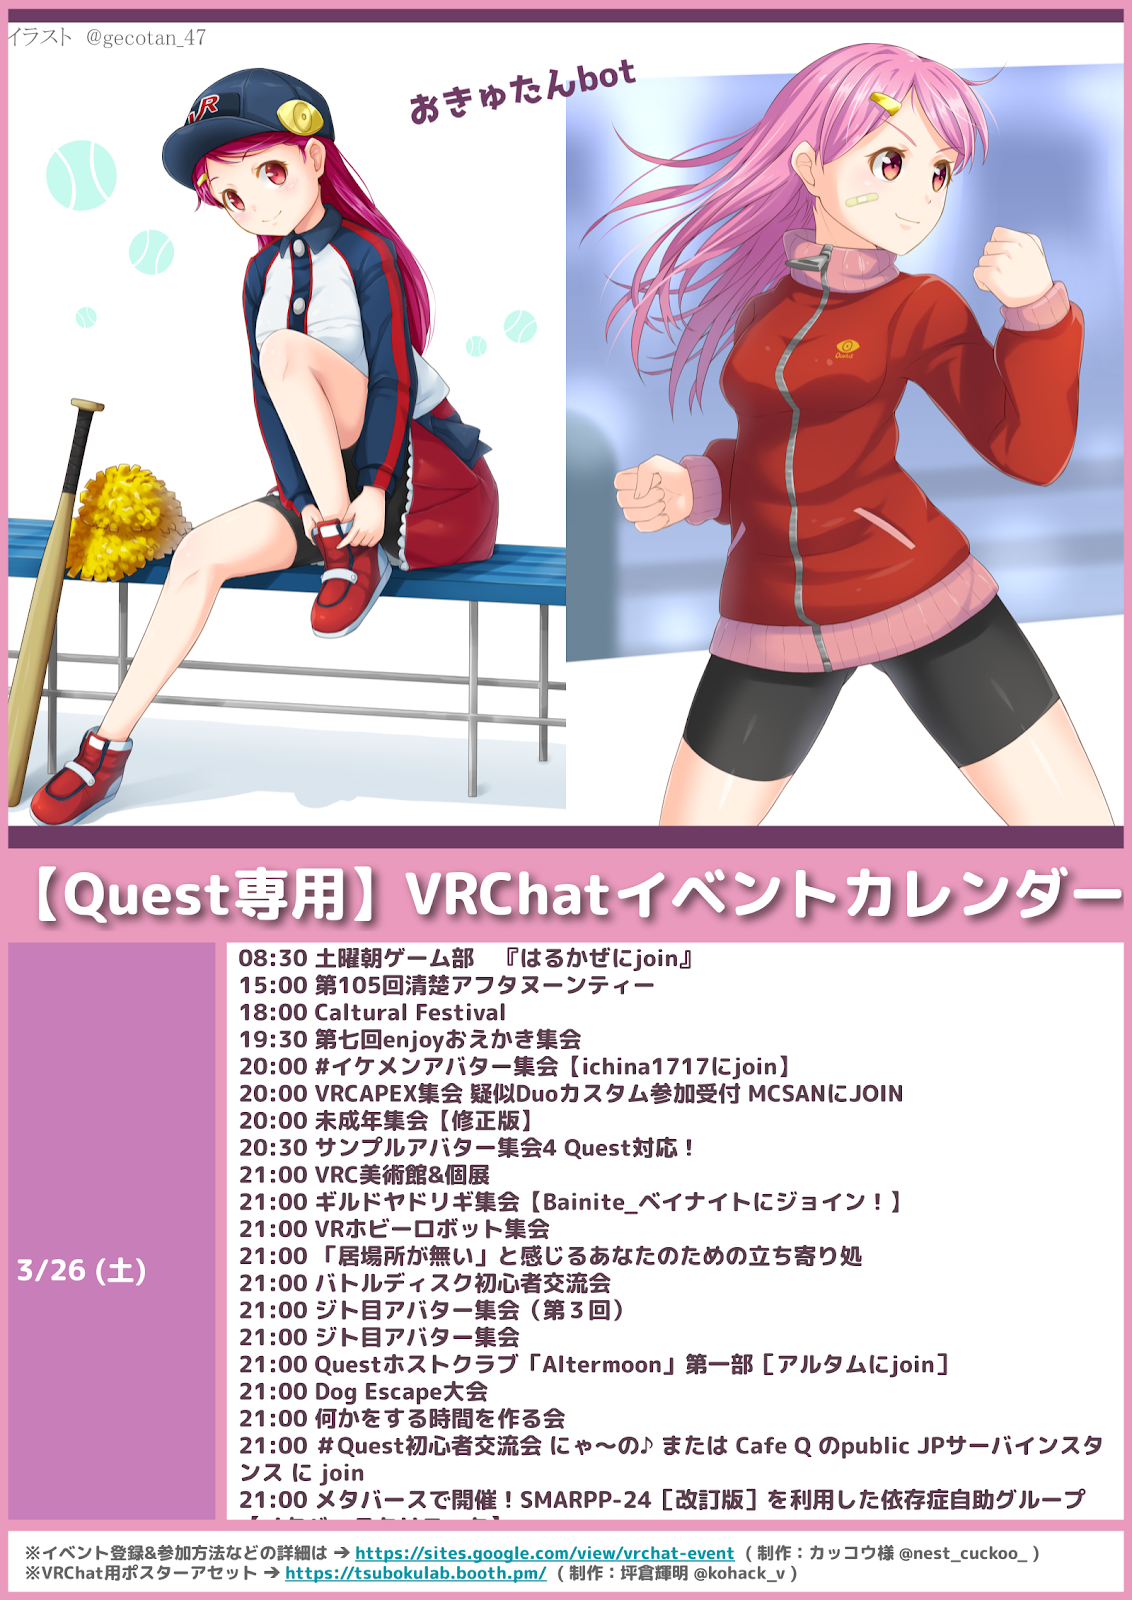 イラスト @gecotan_47
おきゅたんbot
VR
Quest
【Quest専用】VRChatイベントカレンダー
3/26 (土)
08:30 土曜朝ゲーム部 『はるかぜにjoin』
15:00 第105回清楚アフタヌーンティー
18:00 Caltural Festival
19:30 第七回enjoyおえかき集会
20:00 #イケメンアバター集会【ichina1717にjoin】
20:00 VRCAPEX集会 疑似Duoカスタム参加受付 MCSANにJOIN
20:00 未成年集会【修正版】
20:30 サンプルアバター集会4 Quest対応！
21:00 VRC美術館&個展
21:00 ギルドヤドリギ集会【Bainite_ベイナイトにジョイン！】
21:00 VRホビーロボット集会
21:00 「居場所が無い」と感じるあなたのための立ち寄り処
21:00 バトルディスク初心者交流会
21:00 ジト目アバター集会（第３回）
21:00 ジト目アバター集会
21:00 Questホストクラブ「Altermoon」第一部［アルタムにjoin］
21:00 Dog Escape大会
21:00 何かをする時間を作る会
21:00 ＃Quest初心者交流会 にゃ～の♪ または Cafe Q のpublic JPサーバインスタ
ンス に join
21:00 メタバースで開催！SMARPP-24［改訂版］を利用した依存症自助グループ
※イベント登録&参加方法などの詳細は ➔ https://sites.google.com/view/vrchat-event ( 制作：カッコウ様 @nest_cuckoo_ )
※VRChat用ポスターアセット ➔ https://tsubokulab.booth.pm/ ( 制作：坪倉輝明 @kohack_v )